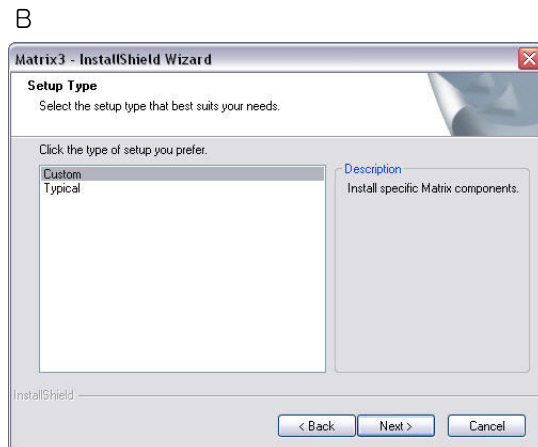 B
Matrix3 - InstallShield Wizard
Setup Type
Select the setup type that best suits your needs.
Click the type of setup you prefer.
Custom
Typical
Description
Install specific Matrix components.
InstallShield
< Back
Next >
Cancel